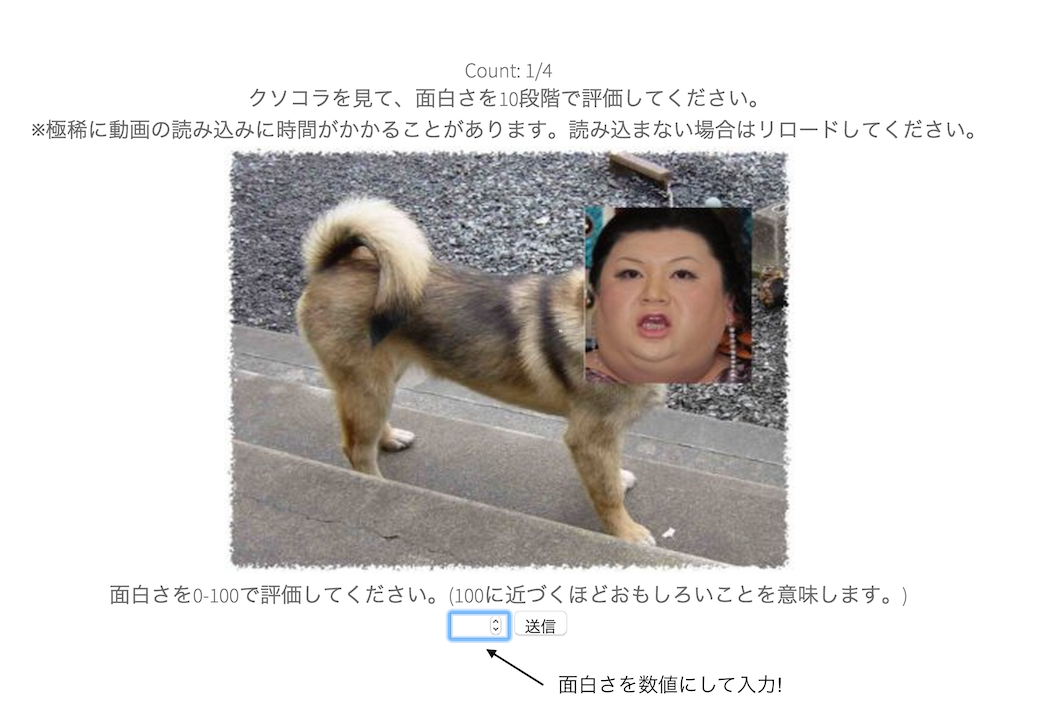 Count: 1/4
クソコラを見て、面白さを10段階で評価してください。
※極稀に動画の読み込みに時間がかかることがあります。読み込まない場合はリロードしてください。
面白さを0-100で評価してください。(100に近づくほどおもしろいことを意味します。)
送信
面白さを数値にして入力!